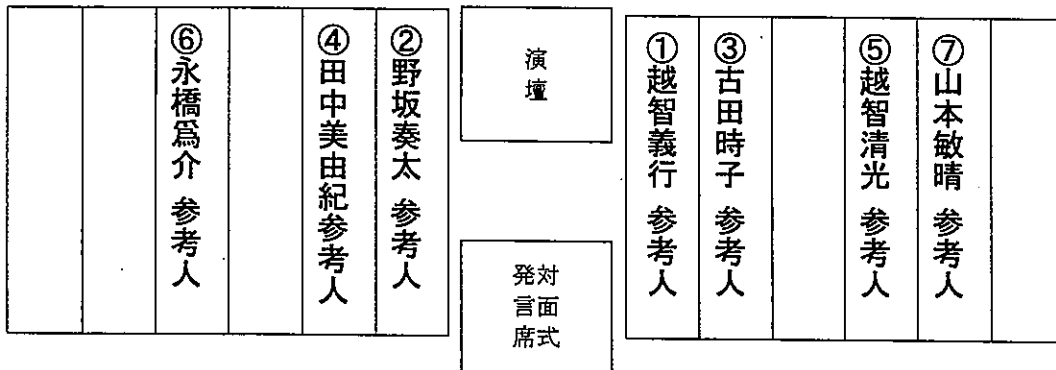 ⑥永橋爲介 参考人
④田中美由紀参考人
②野坂奏太 参考人
演壇
対面式
発言席
①越智義行 参考人
③古田時子 参考人
⑤越智清光 参考人
⑦山本敏晴 参考人